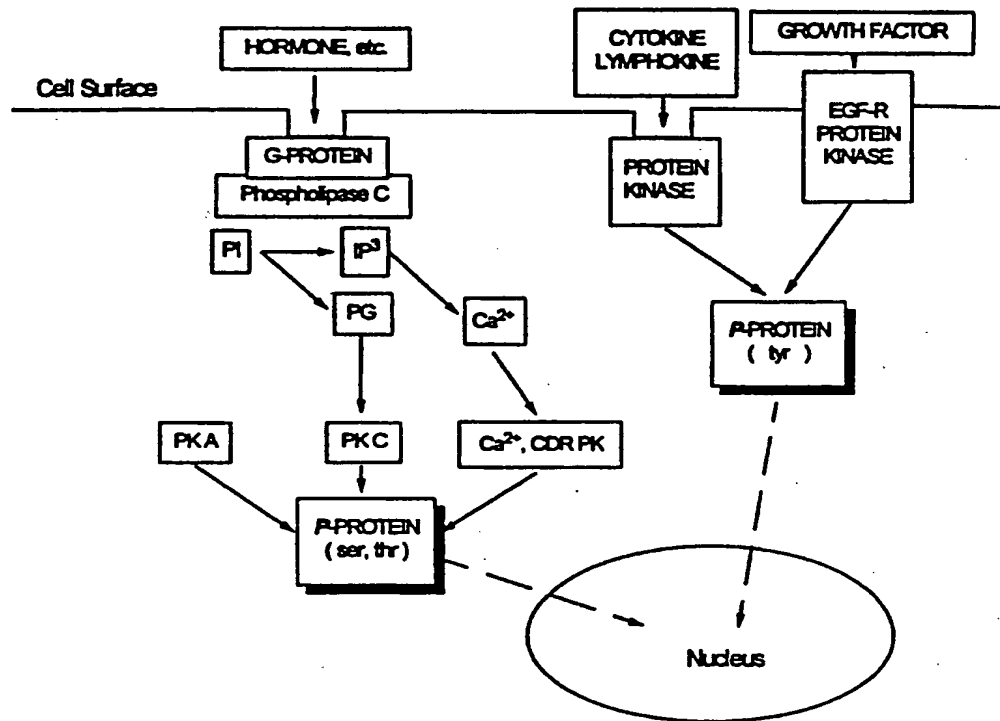 HORMONE, etc.
CYTOKINE
LYMPHOKINE
GROWTH FACTOR
Cell Surface
G-PROTEIN
Phospholipase C
PROTEIN
KINASE
EGF-R
PROTEIN
KINASE
PI
IP³
PG
Ca²⁺
P-PROTEIN
( tyr )
PKA
PKC
Ca²⁺, CDR PK
P-PROTEIN
( ser, thr )
Nucleus